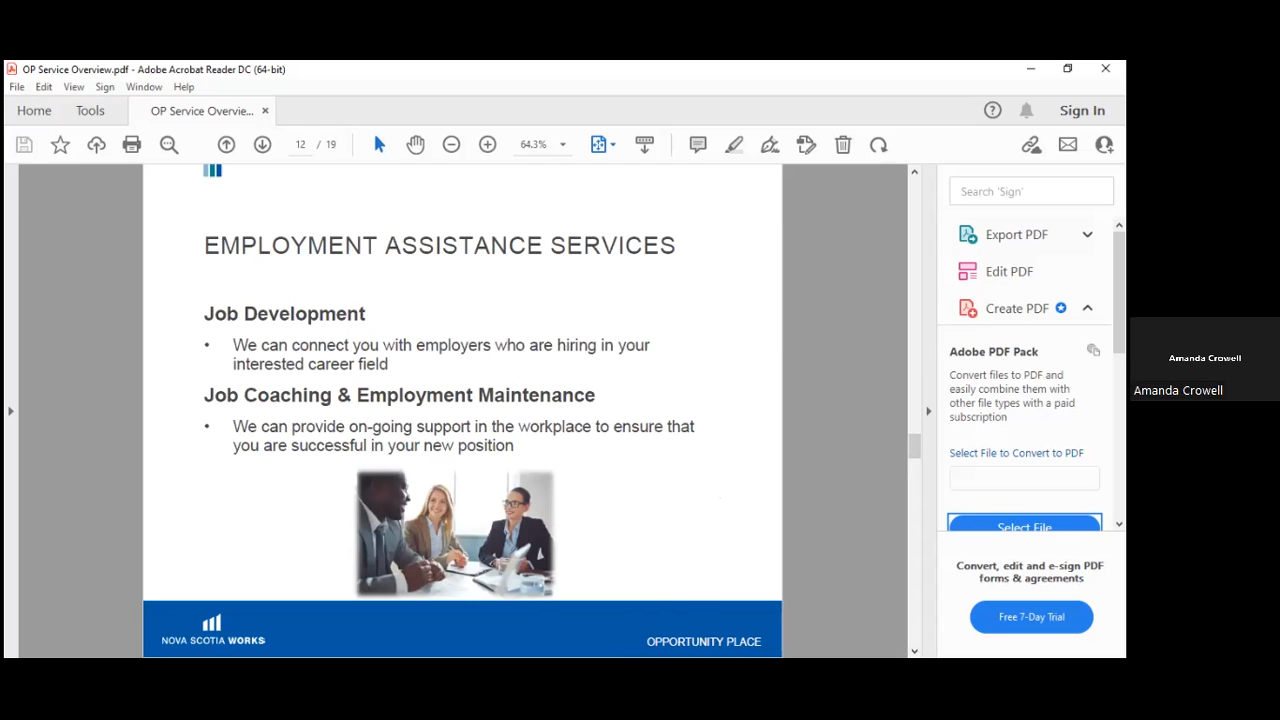 OP Service Overview.pdf - Adobe Acrobat Reader DC (64-bit)
File Edit View Sign Window Help
Home Tools OP Service Overvie... × Sign In
12 / 19 64.3%
EMPLOYMENT ASSISTANCE SERVICES
Job Development
• We can connect you with employers who are hiring in your
interested career field
Job Coaching & Employment Maintenance
• We can provide on-going support in the workplace to ensure that
you are successful in your new position
NOVA SCOTIA WORKS
OPPORTUNITY PLACE
Search 'Sign'
Export PDF
Edit PDF
Create PDF
Adobe PDF Pack
Convert files to PDF and
easily combine them with
other file types with a paid
subscription
Select File to Convert to PDF
Select File
Convert, edit and e-sign PDF
forms & agreements
Free 7-Day Trial
Amanda Crowell
Amanda Crowell